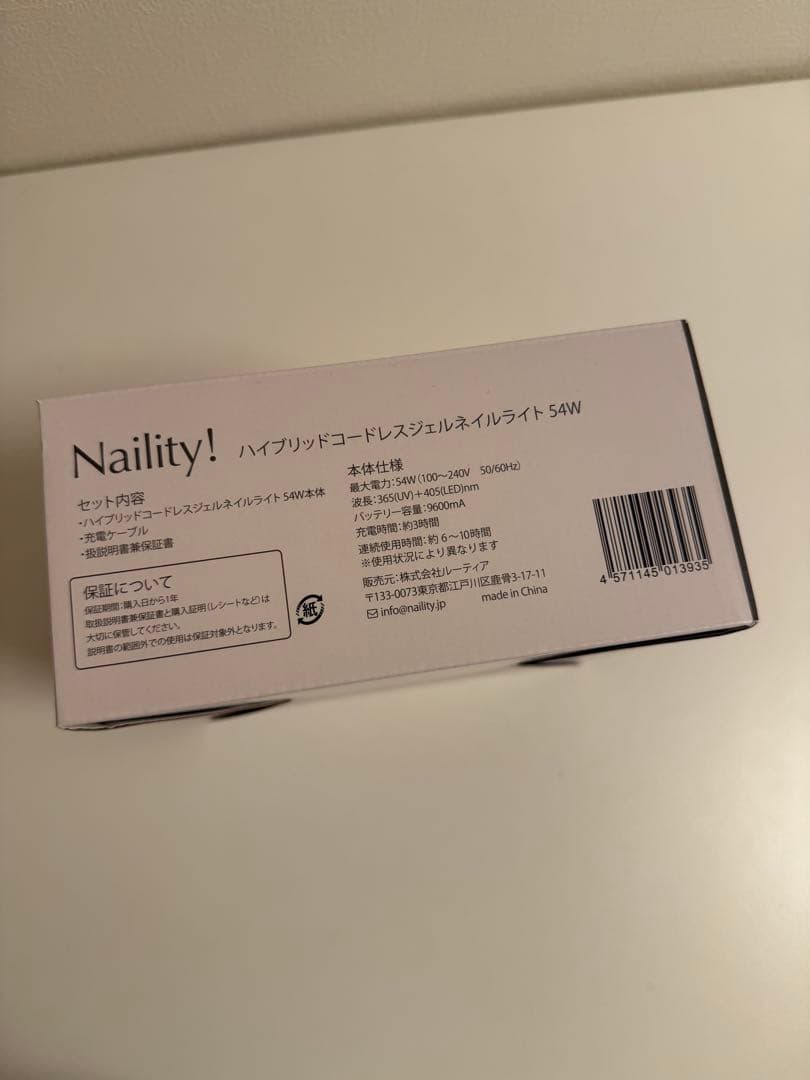 Naility! ハイブリッドコードレスジェルネイルライト 54W
セット内容
・ハイブリッドコードレスジェルネイルライト 54W本体
・充電ケーブル
・扱説明書兼保証書
保証について
保証期間：購入日から1年
取扱説明書兼保証書と購入証明（レシートなど）は
大切に保管してください。
説明書の範囲外での使用は保証対象外となります。
紙
本体仕様
最大電力：54W（100〜240V 50/60Hz）
波長：365(UV)＋405(LED)nm
バッテリー容量：9600mA
充電時間：約3時間
連続使用時間：約 6〜10時間
※使用状況により異なります
販売元：株式会社ルーティア
〒133-0073東京都江戸川区鹿骨3-17-11
info@naility.jp made in China
4 571145 013935